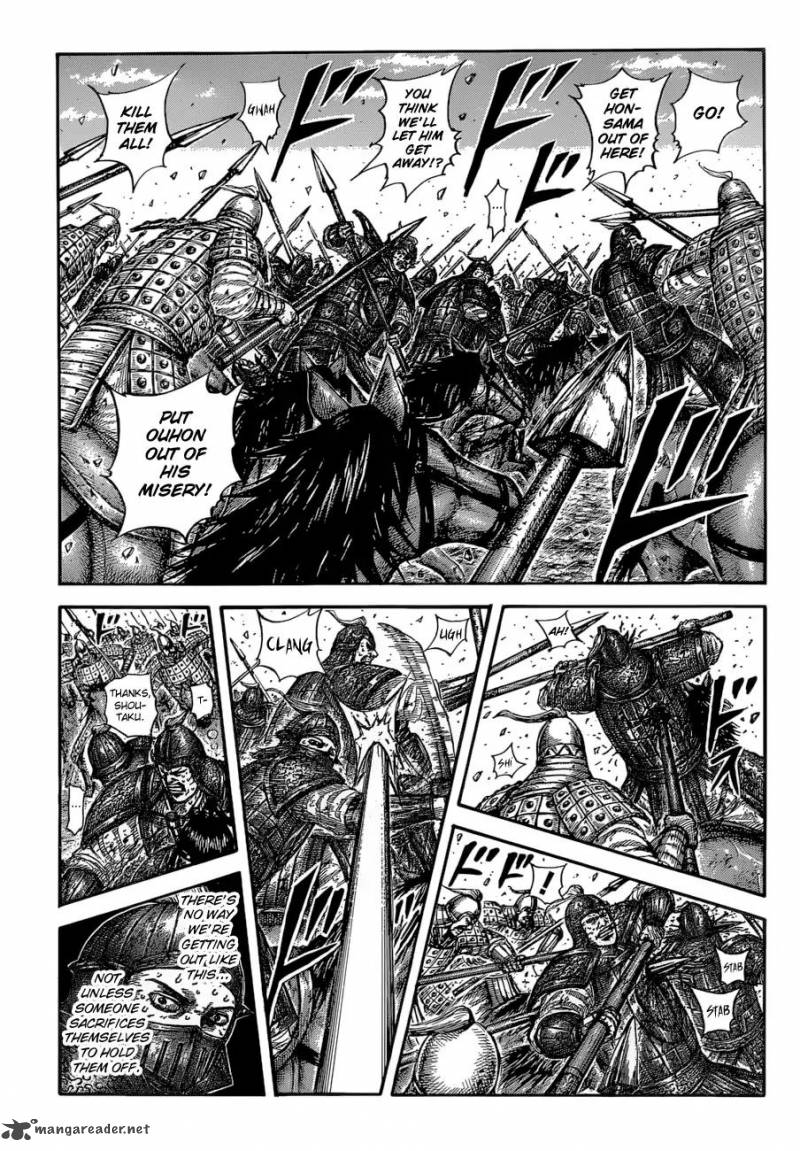 GO!
GET
HON-
SAMA
OUT OF
HERE!
ド
ド
ド
...
YOU
THINK
WE'LL
LET HIM
GET
AWAY!?
GWAH
KILL
THEM
ALL!
PUT
OUHON
OUT OF
HIS
MISERY!
ド
AH!
SHI
ド
?
ド
ド
!
STAB
STAB
UGH
CLANG
ド
ド
T-
THANKS,
SHOU-
TAKU.
...
THERE'S
NO WAY
WE'RE
GETTING
OUT, LIKE
THIS...
NOT
UNLESS
SOMEONE
SACRIFICES
THEMSELVES
TO HOLD
THEM OFF.
mangareader.net